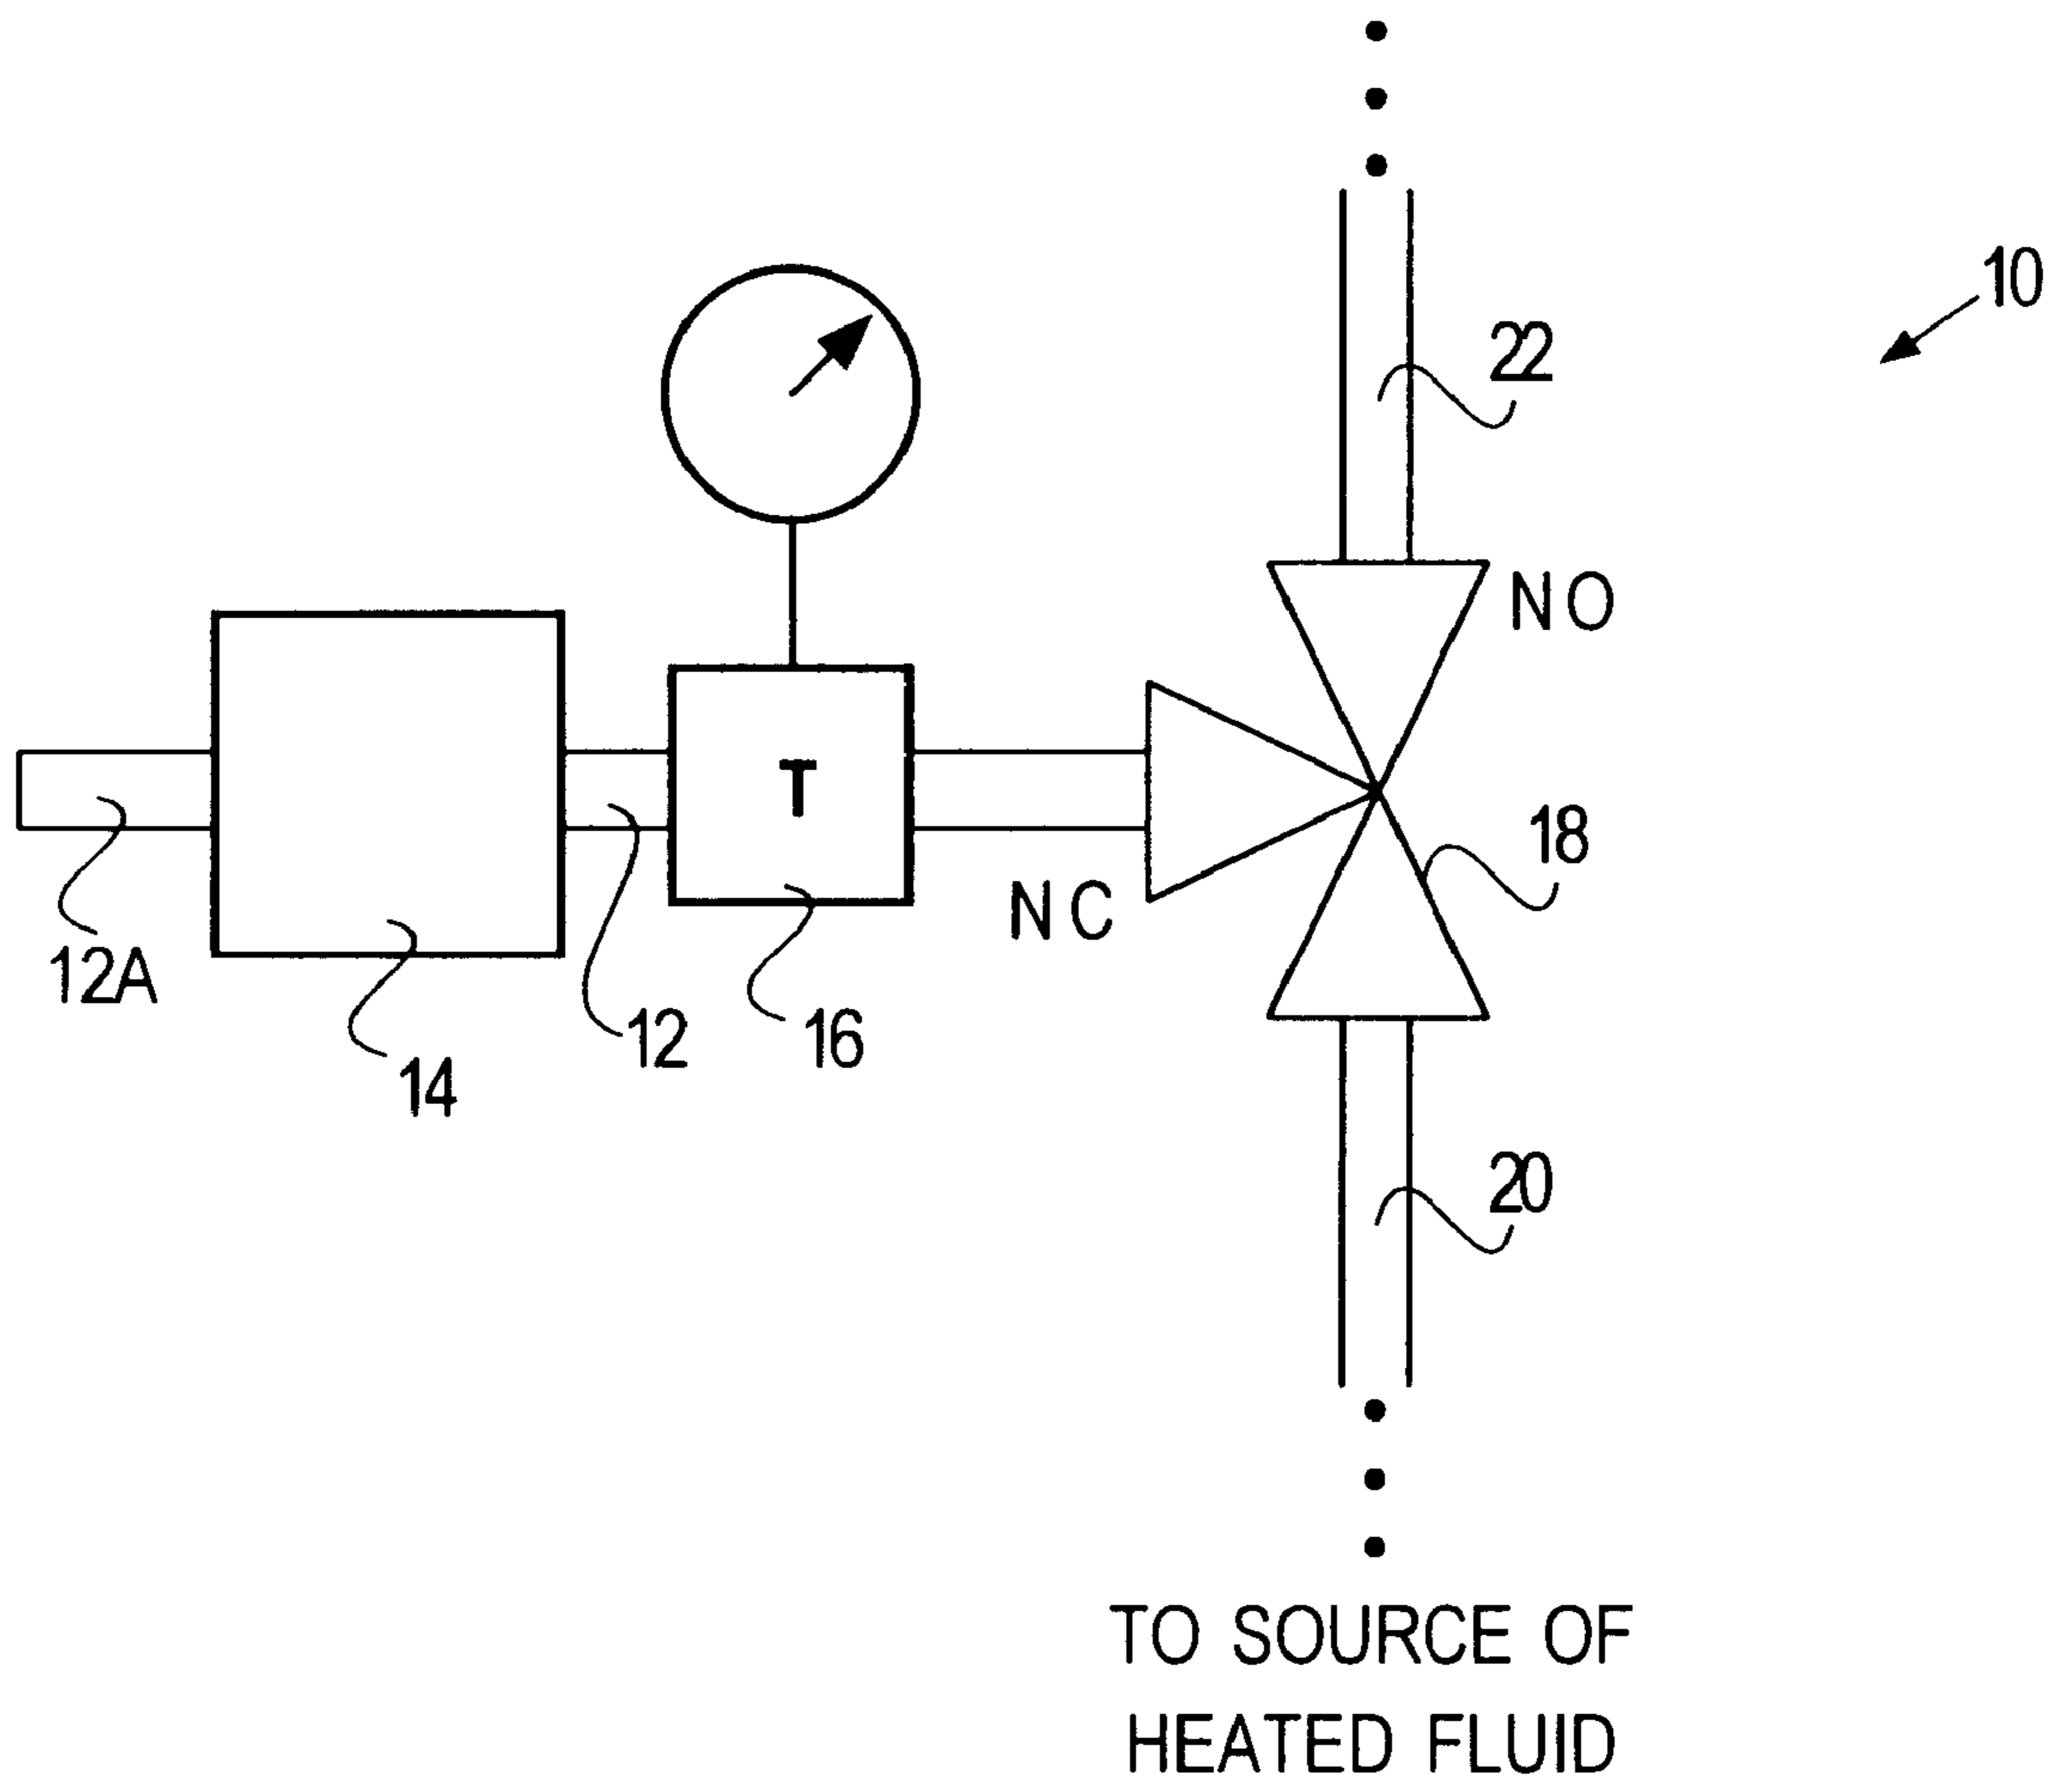 10
22
NO
T
18
NC
12A
12
16
14
20
TO SOURCE OF
HEATED FLUID